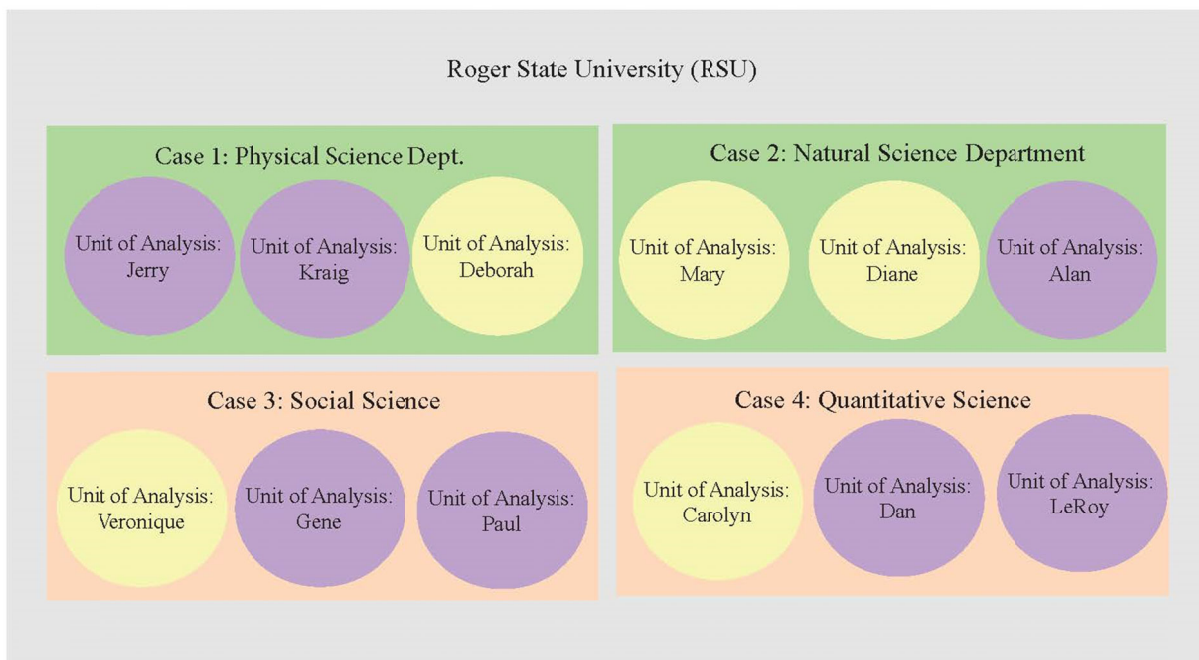 Roger State University (RSU)
Case 1: Physical Science Dept.
Unit of Analysis:
Jerry
Unit of Analysis:
Kraig
Unit of Analysis:
Deborah
Case 2: Natural Science Department
Unit of Analysis:
Mary
Unit of Analysis:
Diane
Unit of Analysis:
Alan
Case 3: Social Science
Unit of Analysis:
Veronique
Unit of Analysis:
Gene
Unit of Analysis:
Paul
Case 4: Quantitative Science
Unit of Analysis:
Carolyn
Unit of Analysis:
Dan
Unit of Analysis:
LeRoy